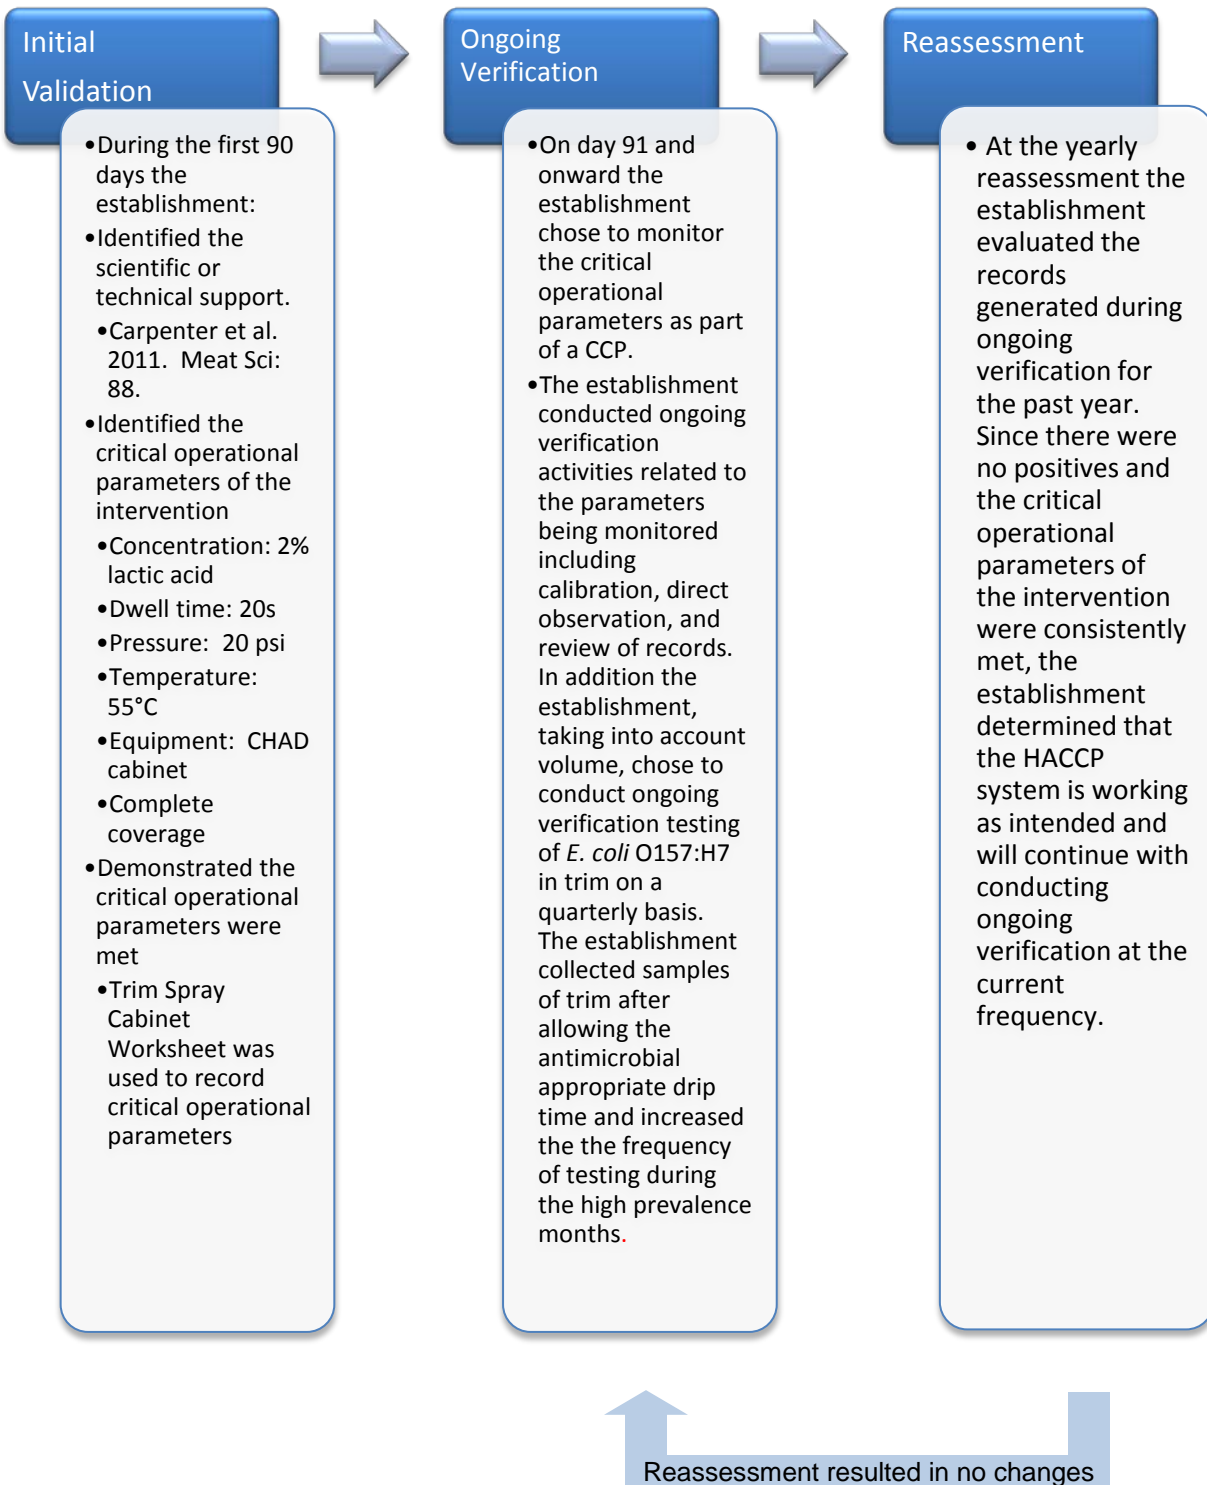 Initial
Validation
•During the first 90
days the
establishment:
•Identified the
scientific or
technical support.
•Carpenter et al.
2011.  Meat Sci:
88.
•Identified the
critical operational
parameters of the
intervention
•Concentration: 2%
lactic acid
•Dwell time: 20s
•Pressure:  20 psi
•Temperature:
55°C
•Equipment:  CHAD
cabinet
•Complete
coverage
•Demonstrated the
critical operational
parameters were
met
•Trim Spray
Cabinet
Worksheet was
used to record
critical operational
parameters
Ongoing
Verification
•On day 91 and
onward the
establishment
chose to monitor
the critical
operational
parameters as part
of a CCP.
•The establishment
conducted ongoing
verification
activities related to
the parameters
being monitored
including
calibration, direct
observation, and
review of records.
In addition the
establishment,
taking into account
volume, chose to
conduct ongoing
verification testing
of E. coli O157:H7
in trim on a
quarterly basis.
The establishment
collected samples
of trim after
allowing the
antimicrobial
appropriate drip
time and increased
the the frequency
of testing during
the high prevalence
months.
Reassessment
• At the yearly
reassessment the
establishment
evaluated the
records
generated during
ongoing
verification for
the past year.
Since there were
no positives and
the critical
operational
parameters of
the intervention
were consistently
met, the
establishment
determined that
the HACCP
system is working
as intended and
will continue with
conducting
ongoing
verification at the
current
frequency.
Reassessment resulted in no changes